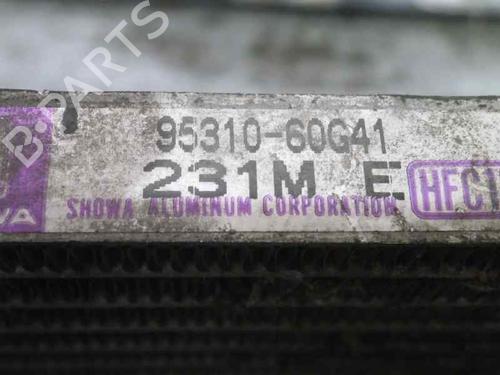 B-PARTS
95310-60G41
231M E
SHOWA ALUMINUM CORPORATION
HFC1